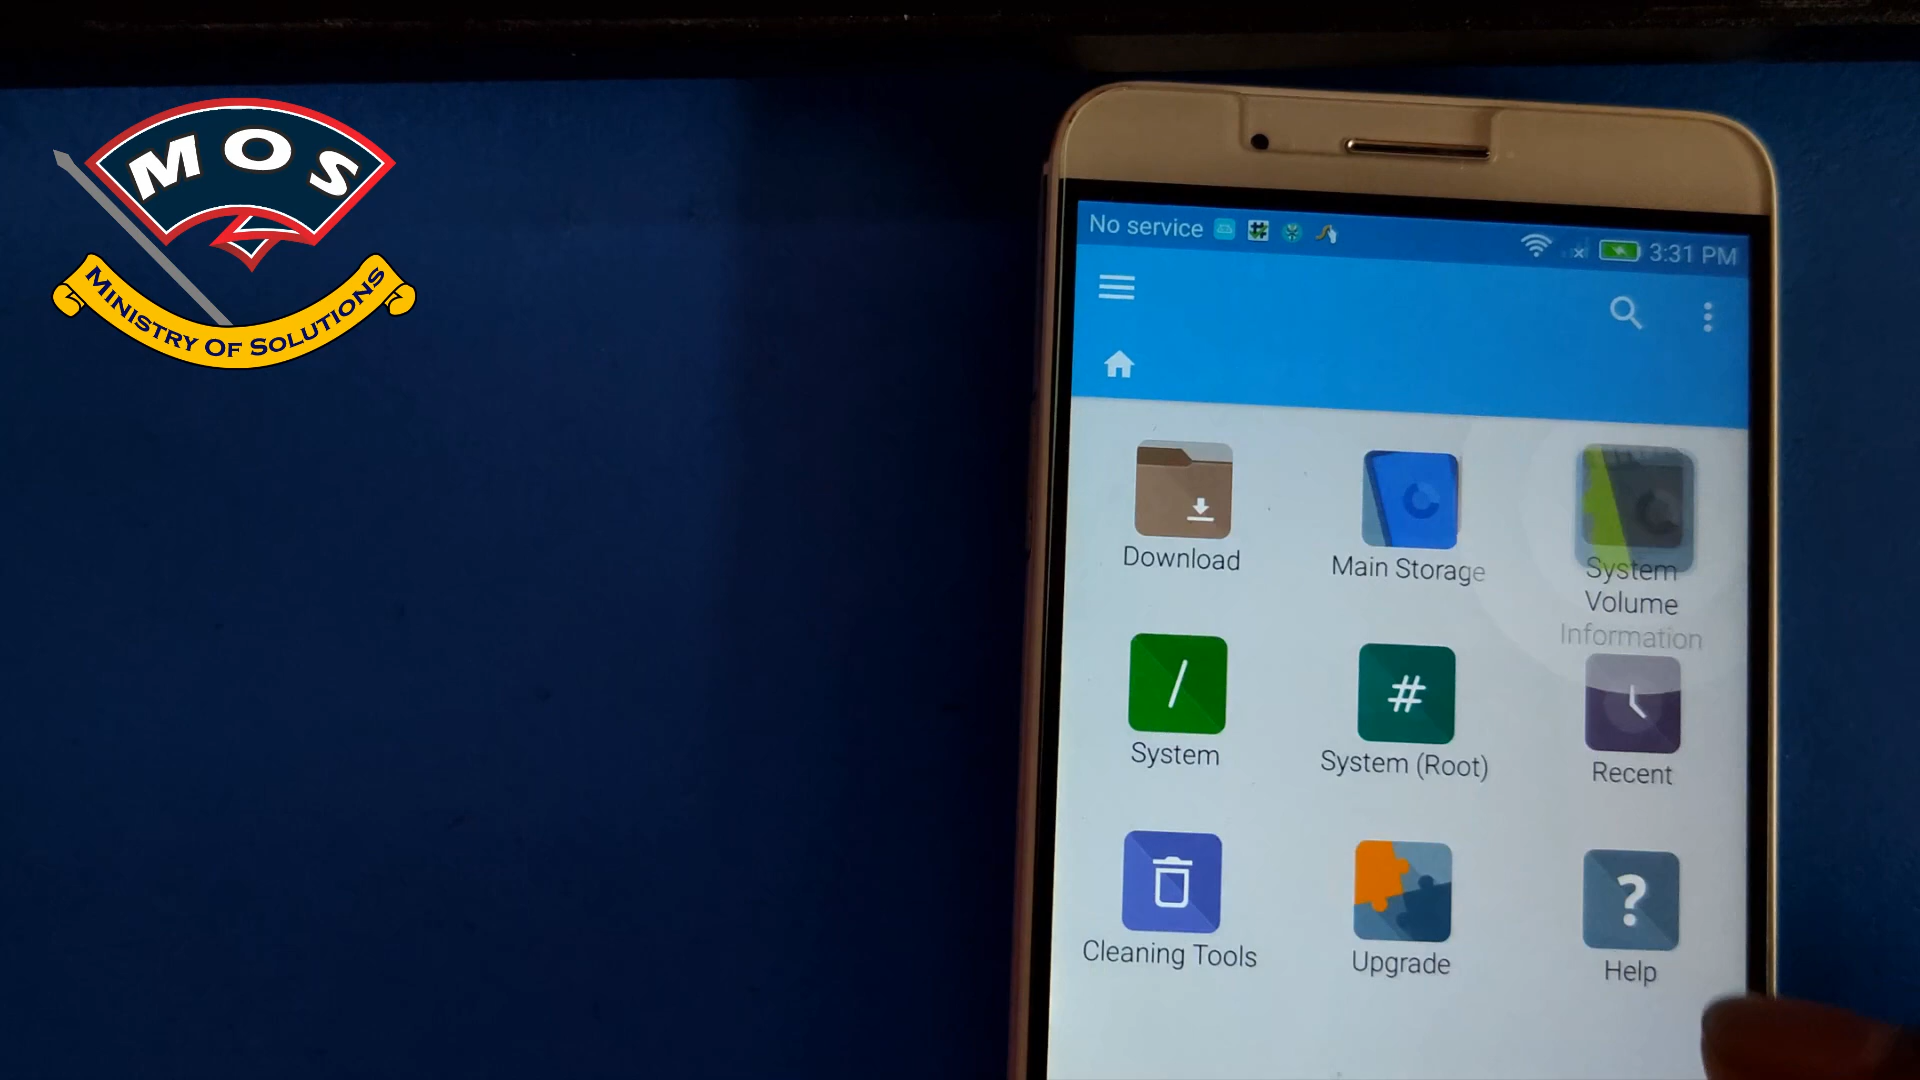 MOS
MINISTRY OF SOLUTIONS
No service
3:31 PM
Download
Main Storage
System
Volume
Information
/
System
#
System (Root)
Recent
Cleaning Tools
Upgrade
?
Help